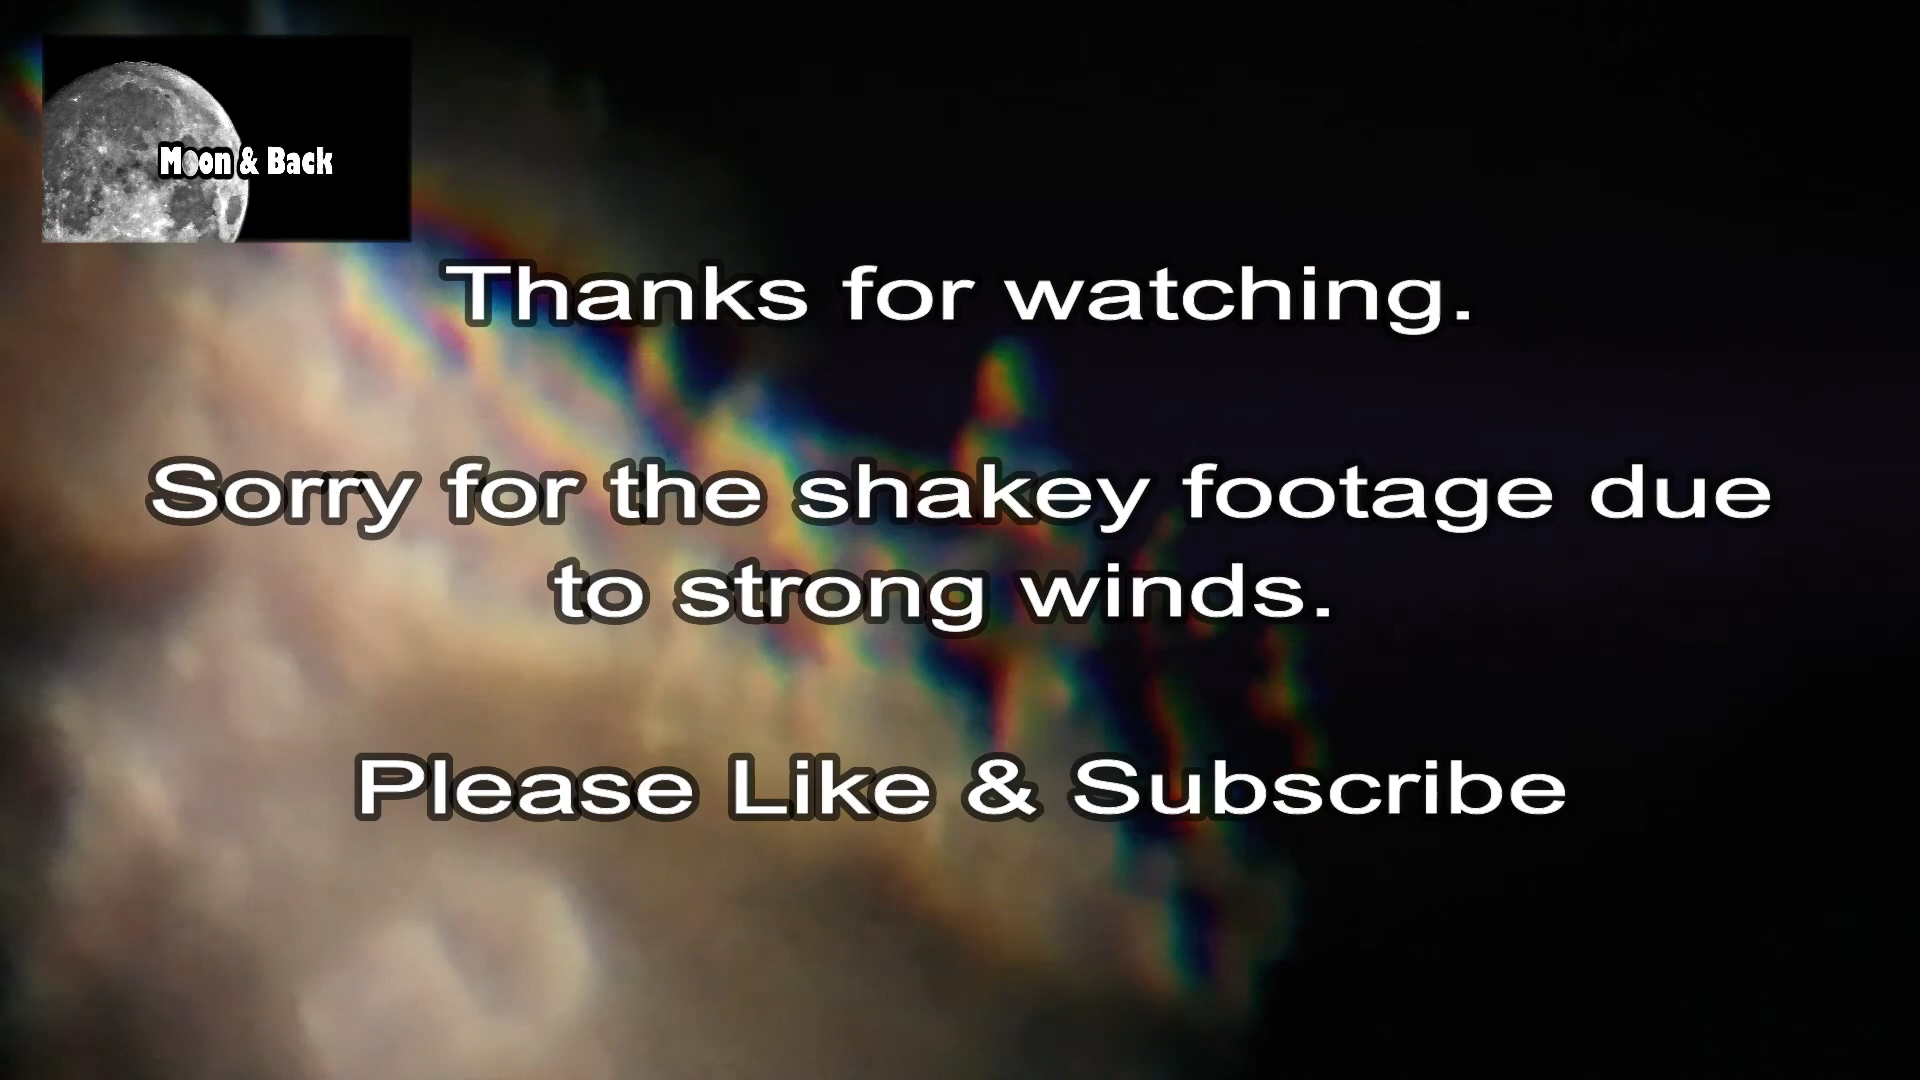 Moon & Back
Thanks for watching.
Sorry for the shakey footage due
to strong winds.
Please Like & Subscribe